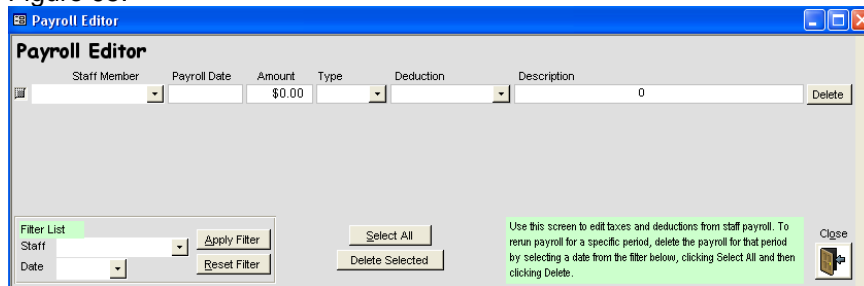 Payroll Editor
Payroll Editor
Staff Member Payroll Date Amount Type Deduction Description
$0.00 0 Delete
Filter List
Staff Apply Filter
Date Reset Filter
Select All
Delete Selected
Use this screen to edit taxes and deductions from staff payroll. To
rerun payroll for a specific period, delete the payroll for that period
by selecting a date from the filter below, clicking Select All and then
clicking Delete.
Close